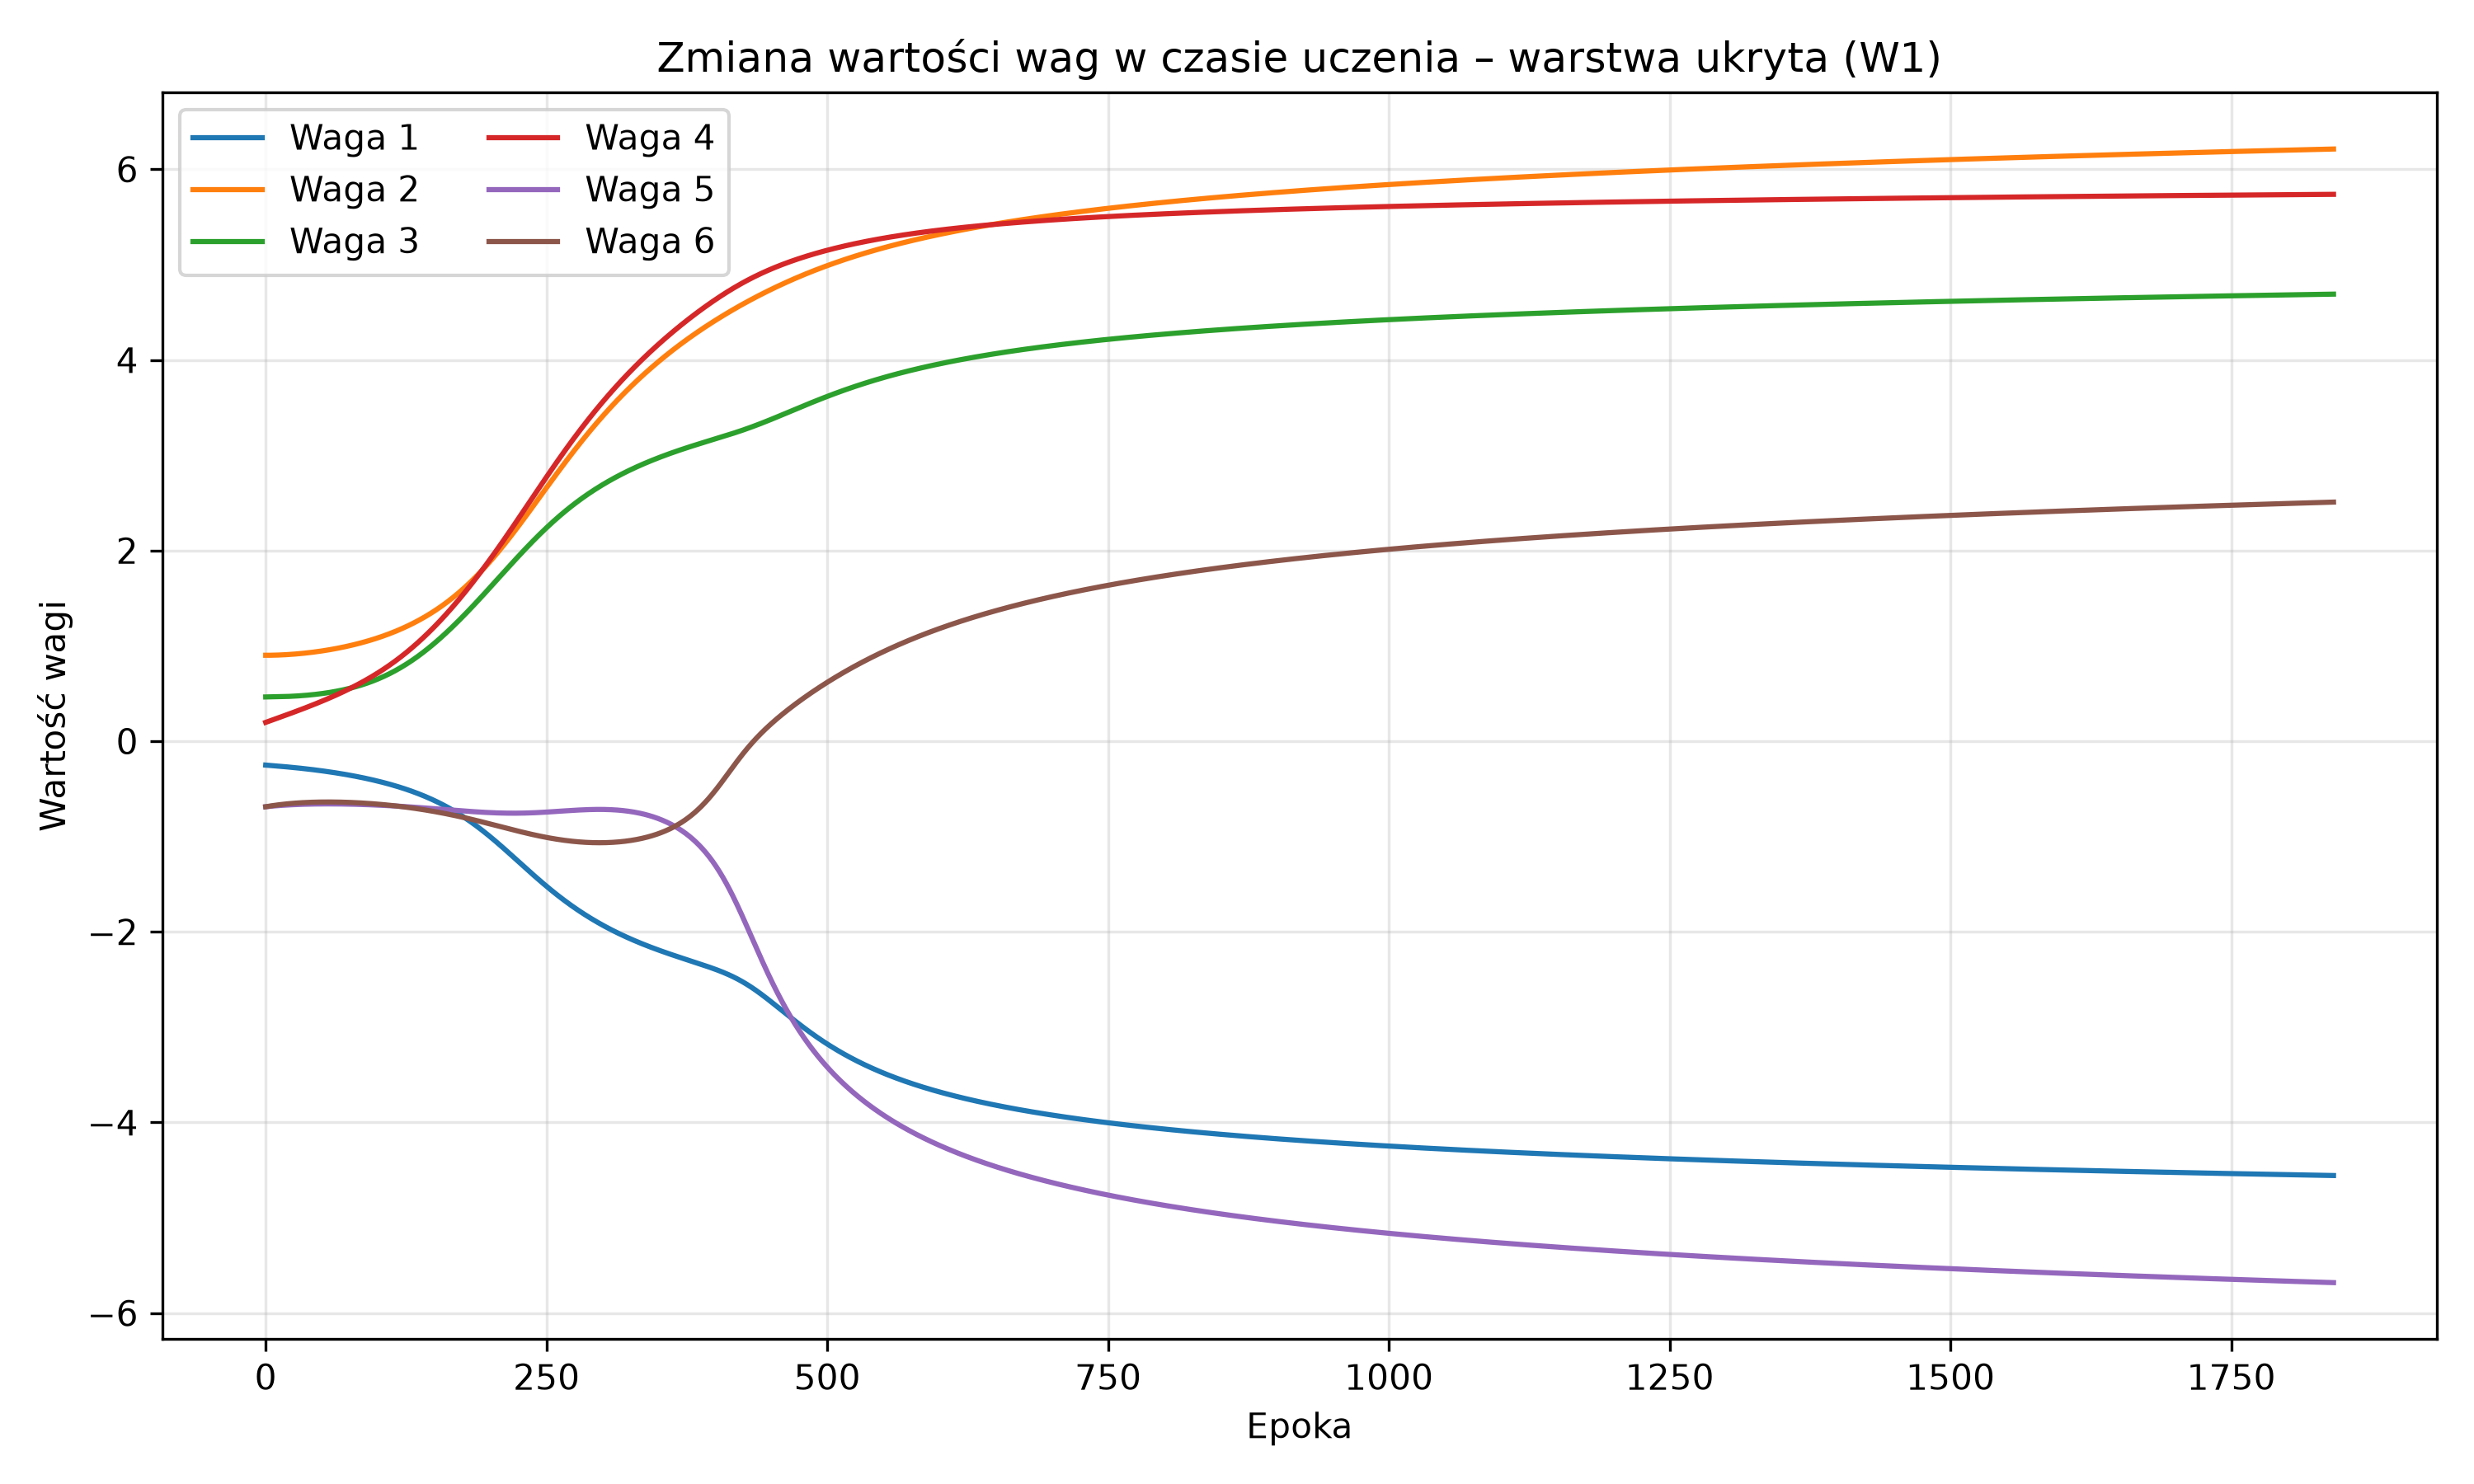 Zmiana wartości wag w czasie uczenia – warstwa ukryta (W1)
Waga 1
Waga 2
Waga 3
Waga 4
Waga 5
Waga 6
Wartość wagi
6
4
2
0
−2
−4
−6
0 250 500 750 1000 1250 1500 1750
Epoka